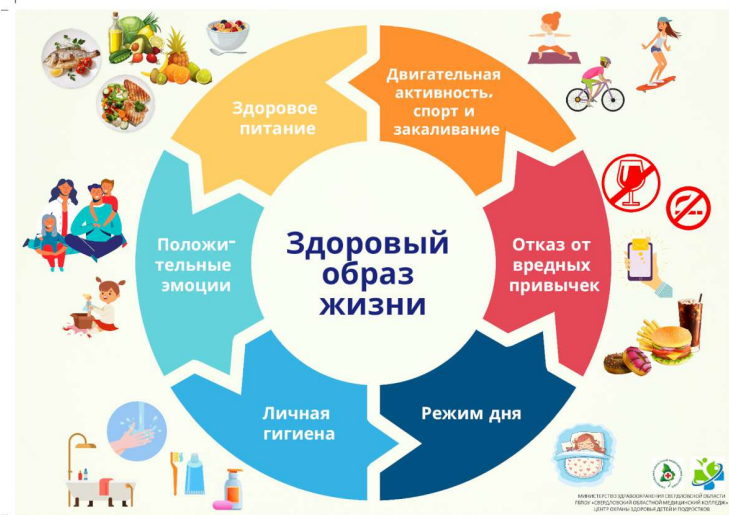 Здоровое
питание
Двигательная
активность,
спорт и
закаливание
Положи-
тельные
эмоции
Здоровый
образ
жизни
Отказ от
вредных
привычек
Личная
гигиена
Режим дня
МИНИСТЕРСТВО ЗДРАВООХРАНЕНИЯ СВЕРДЛОВСКОЙ ОБЛАСТИ
ГБПОУ «СВЕРДЛОВСКИЙ ОБЛАСТНОЙ МЕДИЦИНСКИЙ КОЛЛЕДЖ»
ЦЕНТР ОХРАНЫ ЗДОРОВЬЯ ДЕТЕЙ И ПОДРОСТКОВ